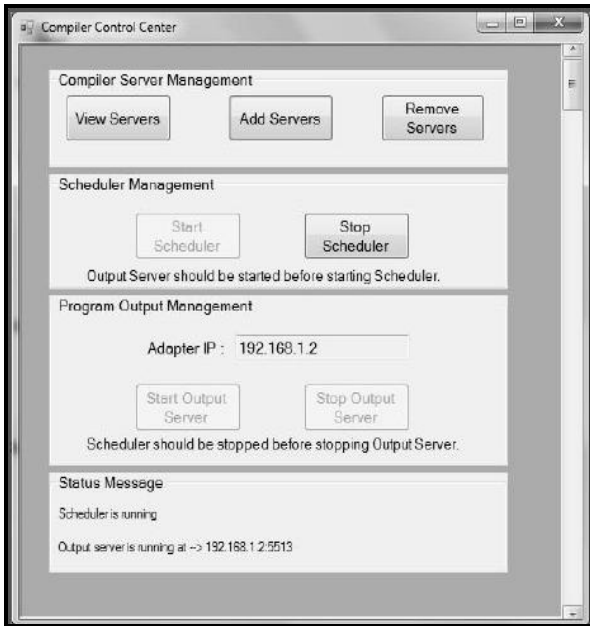 Compiler Control Center
Compiler Server Management
View Servers
Add Servers
Remove
Servers
Scheduler Management
Start
Scheduler
Stop
Scheduler
Output Server should be started before starting Scheduler.
Program Output Management
Adapter IP :
192.168.1.2
Start Output
Server
Stop Output
Server
Scheduler should be stopped before stopping Output Server.
Status Message
Scheduler is running
Output server is running at --> 192.168.1.2:5513